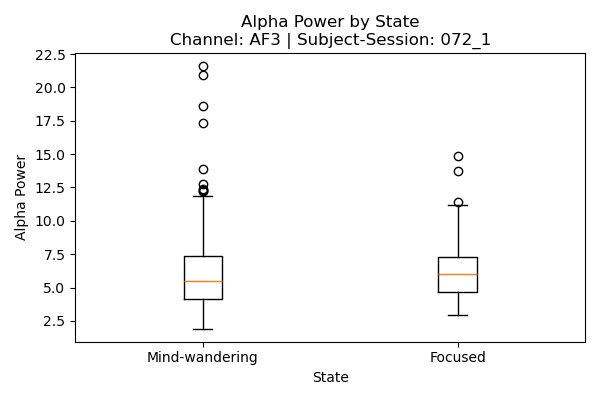 Alpha Power by State
Channel: AF3 | Subject-Session: 072_1
22.5
20.0
17.5
15.0
12.5
10.0
7.5
5.0
2.5
Alpha Power
Mind-wandering
Focused
State